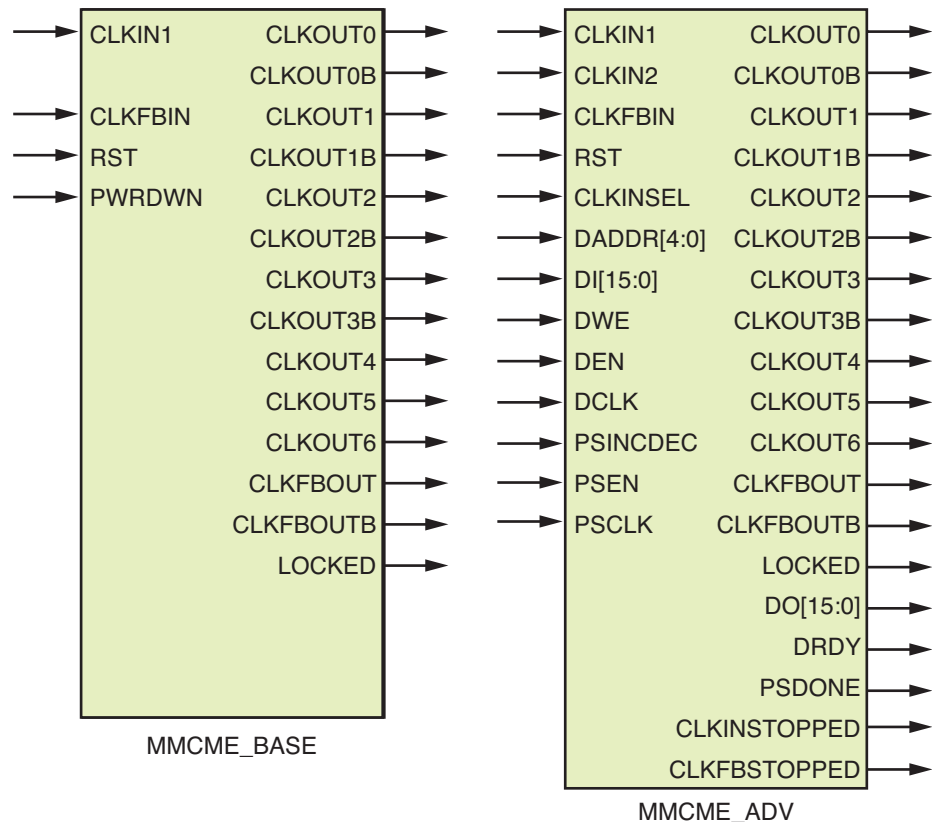 CLKIN1 CLKOUT0
CLKOUT0B
CLKFBIN CLKOUT1
RST CLKOUT1B
PWRDWN CLKOUT2
CLKOUT2B
CLKOUT3
CLKOUT3B
CLKOUT4
CLKOUT5
CLKOUT6
CLKFBOUT
CLKFBOUTB
LOCKED
MMCME_BASE
CLKIN1 CLKOUT0
CLKIN2 CLKOUT0B
CLKFBIN CLKOUT1
RST CLKOUT1B
CLKINSEL CLKOUT2
DADDR[4:0] CLKOUT2B
DI[15:0] CLKOUT3
DWE CLKOUT3B
DEN CLKOUT4
DCLK CLKOUT5
PSINCDEC CLKOUT6
PSEN CLKFBOUT
PSCLK CLKFBOUTB
LOCKED
DO[15:0]
DRDY
PSDONE
CLKINSTOPPED
CLKFBSTOPPED
MMCME_ADV